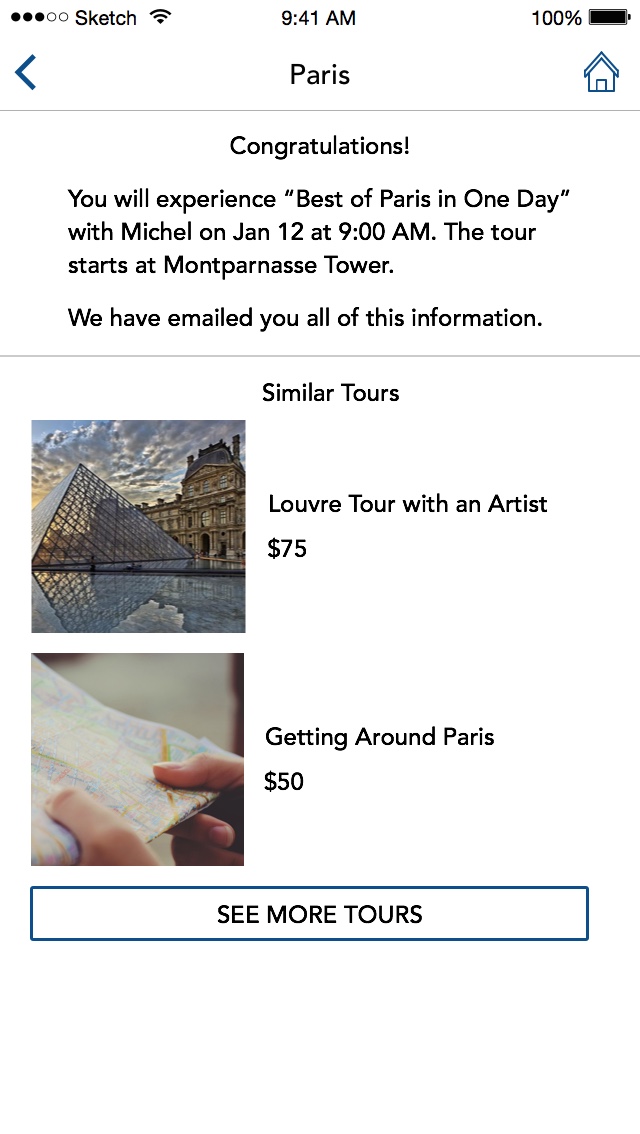 Sketch 9:41 AM 100%
Paris
Congratulations!
You will experience “Best of Paris in One Day”
with Michel on Jan 12 at 9:00 AM. The tour
starts at Montparnasse Tower.
We have emailed you all of this information.
Similar Tours
Louvre Tour with an Artist
$75
Getting Around Paris
$50
SEE MORE TOURS